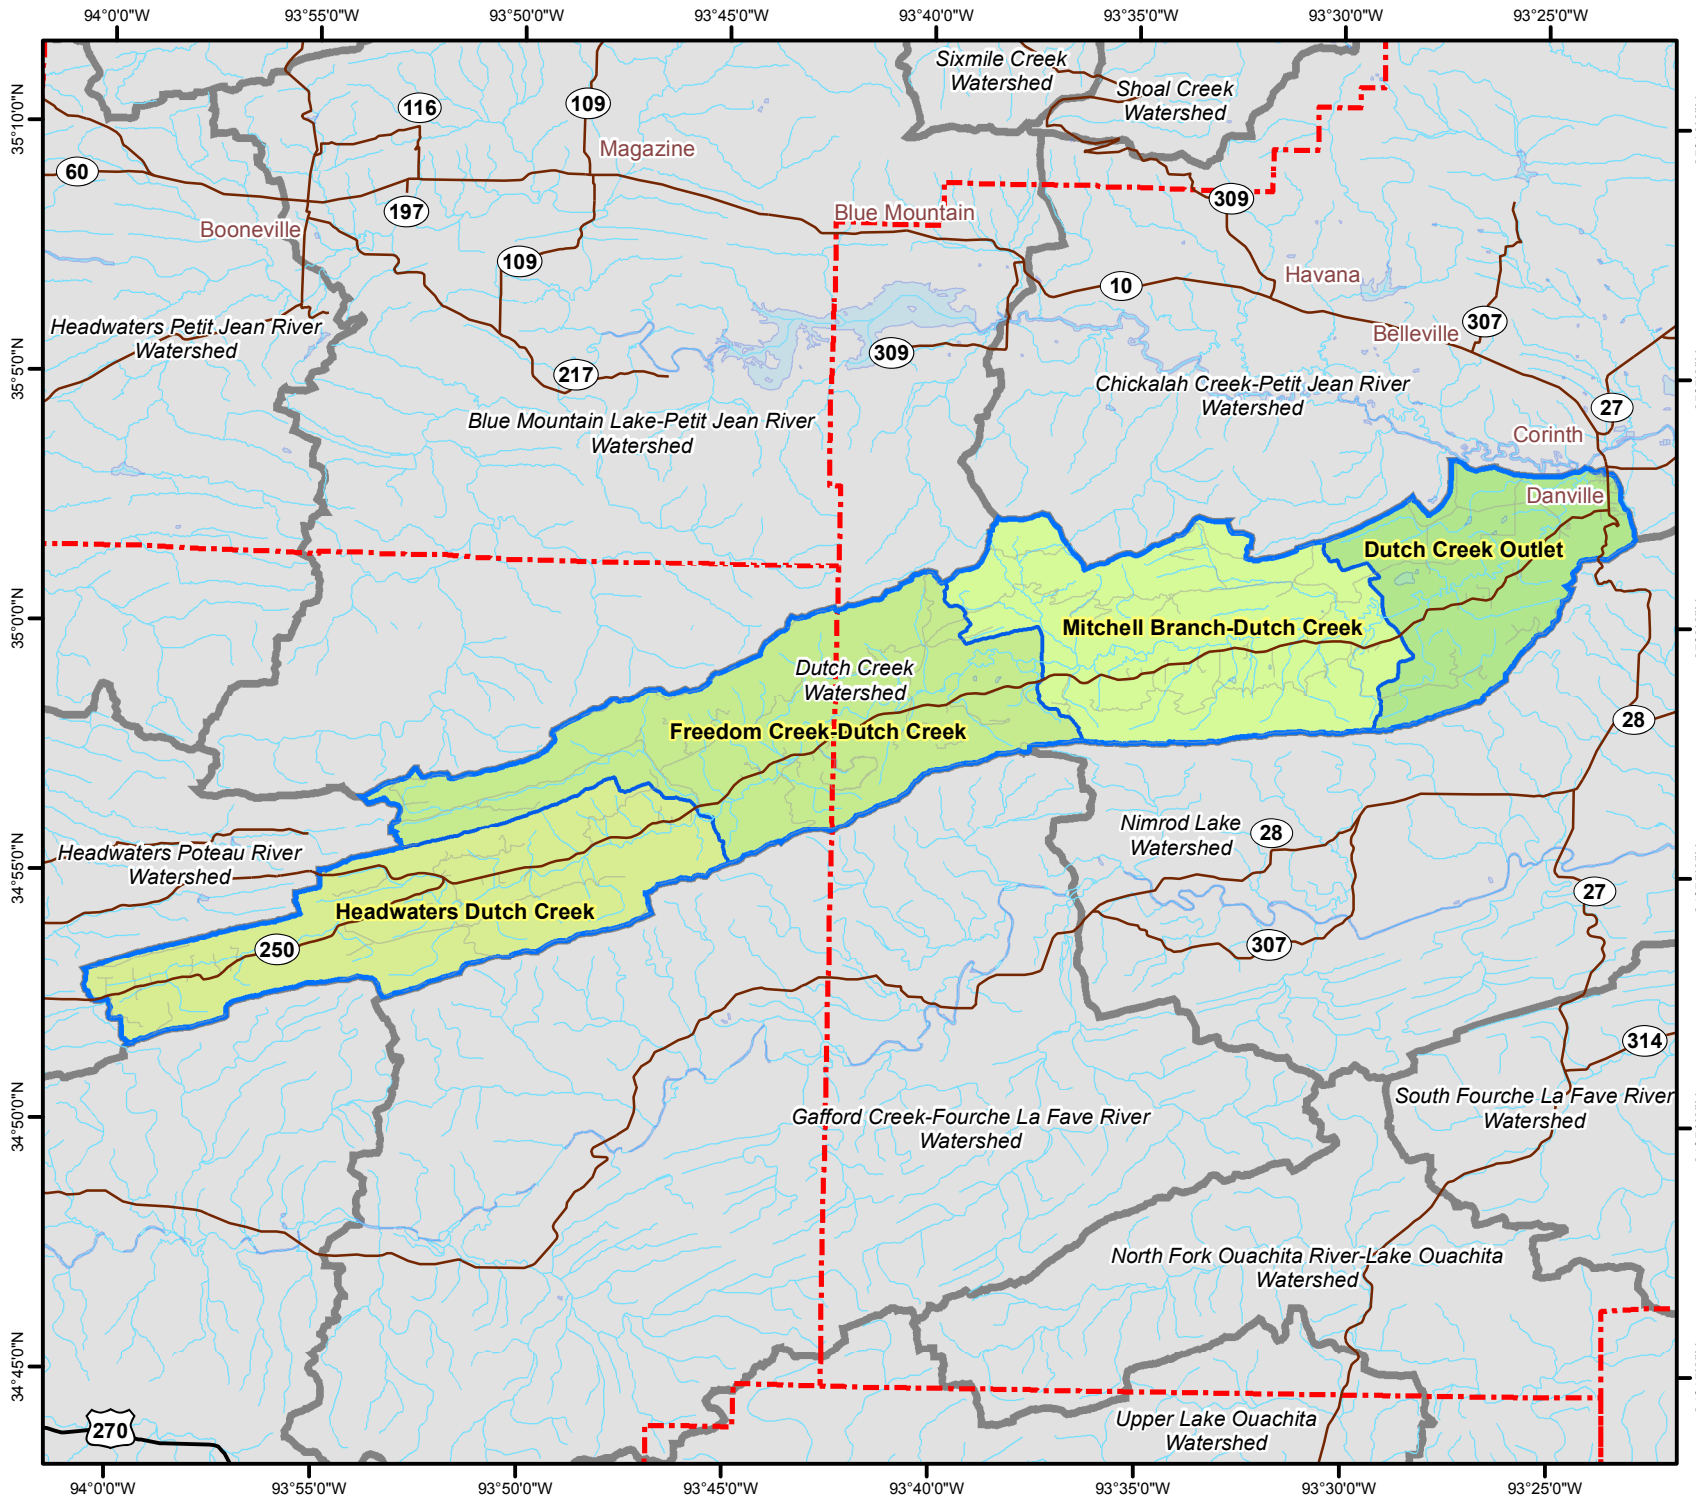 94°0'0"W
93°55'0"W
93°50'0"W
93°45'0"W
93°40'0"W
93°35'0"W
93°30'0"W
93°25'0"W
35°10'0"N
35°5'0"N
35°0'0"N
34°55'0"N
34°50'0"N
34°45'0"N
Sixmile Creek
Watershed
Shoal Creek
Watershed
116
109
Magazine
60
197
Booneville
109
Blue Mountain
309
Havana
10
307
Belleville
Headwaters Petit Jean River
Watershed
309
217
Chickalah Creek-Petit Jean River
Watershed
27
Blue Mountain Lake-Petit Jean River
Watershed
Corinth
Danville
Dutch Creek Outlet
Mitchell Branch-Dutch Creek
Dutch Creek
Watershed
Freedom Creek-Dutch Creek
28
Nimrod Lake
Watershed
28
Headwaters Poteau River
Watershed
27
Headwaters Dutch Creek
250
307
314
South Fourche La Fave River
Watershed
Gafford Creek-Fourche La Fave River
Watershed
North Fork Ouachita River-Lake Ouachita
Watershed
Upper Lake Ouachita
Watershed
270
94°0'0"W
93°55'0"W
93°50'0"W
93°45'0"W
93°40'0"W
93°35'0"W
93°30'0"W
93°25'0"W